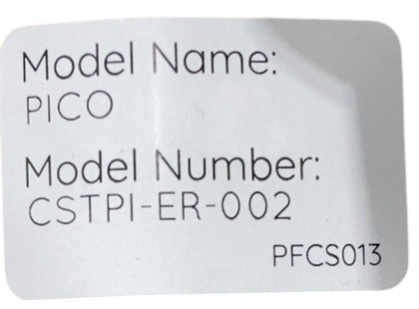 Model Name:
PICO
Model Number:
CSTPI-ER-002
PFCS013